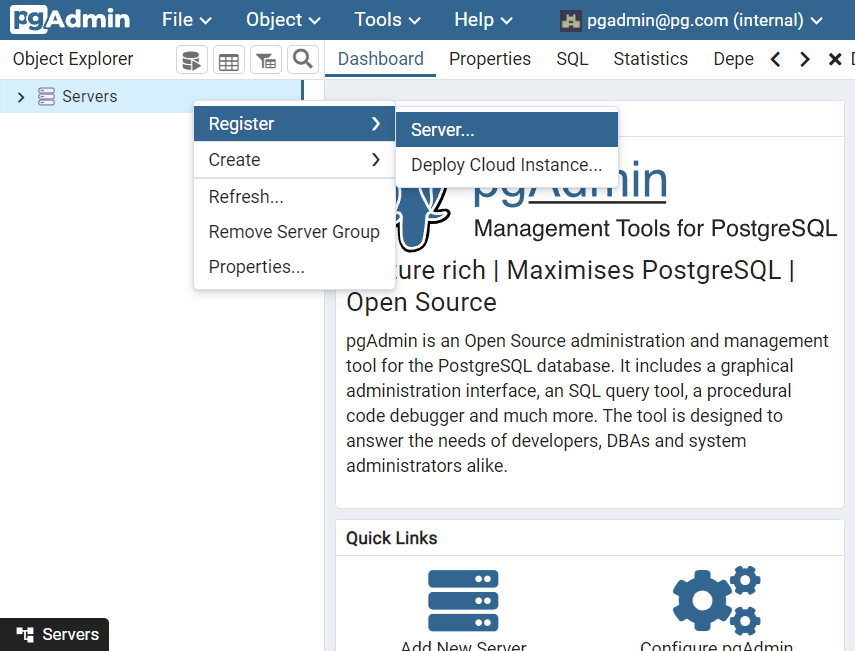 pgAdmin File Object Tools Help pgadmin@pg.com (internal)
Object Explorer Dashboard Properties SQL Statistics Depe
Servers
Register
Create
Refresh...
Remove Server Group
Properties...
Server...
Deploy Cloud Instance...
pgAdmin
Management Tools for PostgreSQL
rich | Maximises PostgreSQL |
Open Source
pgAdmin is an Open Source administration and management
tool for the PostgreSQL database. It includes a graphical
administration interface, an SQL query tool, a procedural
code debugger and much more. The tool is designed to
answer the needs of developers, DBAs and system
administrators alike.
Quick Links
Add New Server
Configure pgAdmin
Servers